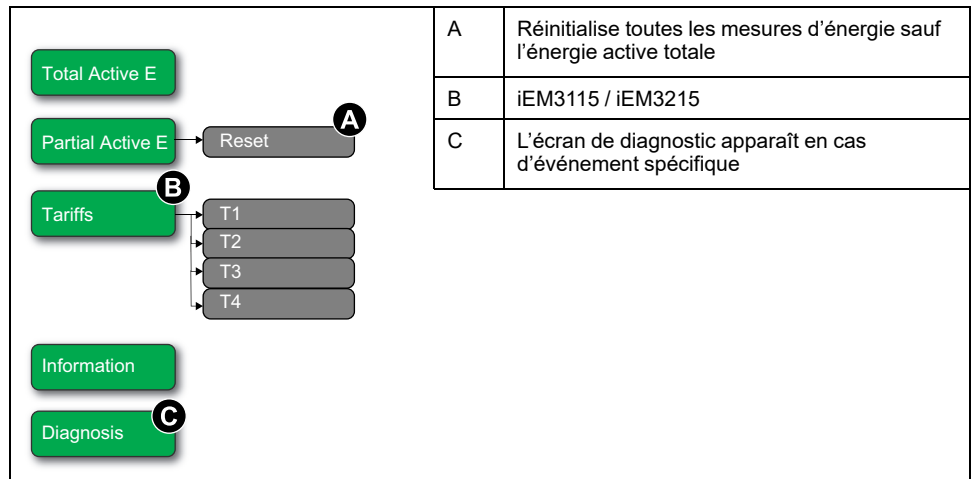 Total Active E
Partial Active E
Reset
A
B
Tariffs
T1
T2
T3
T4
Information
C
Diagnosis
A Réinitialise toutes les mesures d’énergie sauf
l’énergie active totale
B iEM3115 / iEM3215
C L’écran de diagnostic apparaît en cas
d’événement spécifique